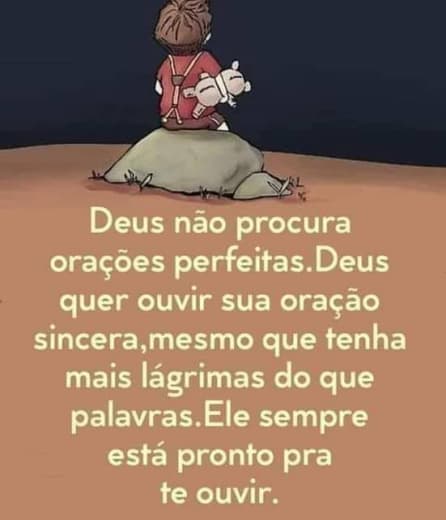 Deus não procura
orações perfeitas.Deus
quer ouvir sua oração
sincera,mesmo que tenha
mais lágrimas do que
palavras.Ele sempre
está pronto pra
te ouvir.